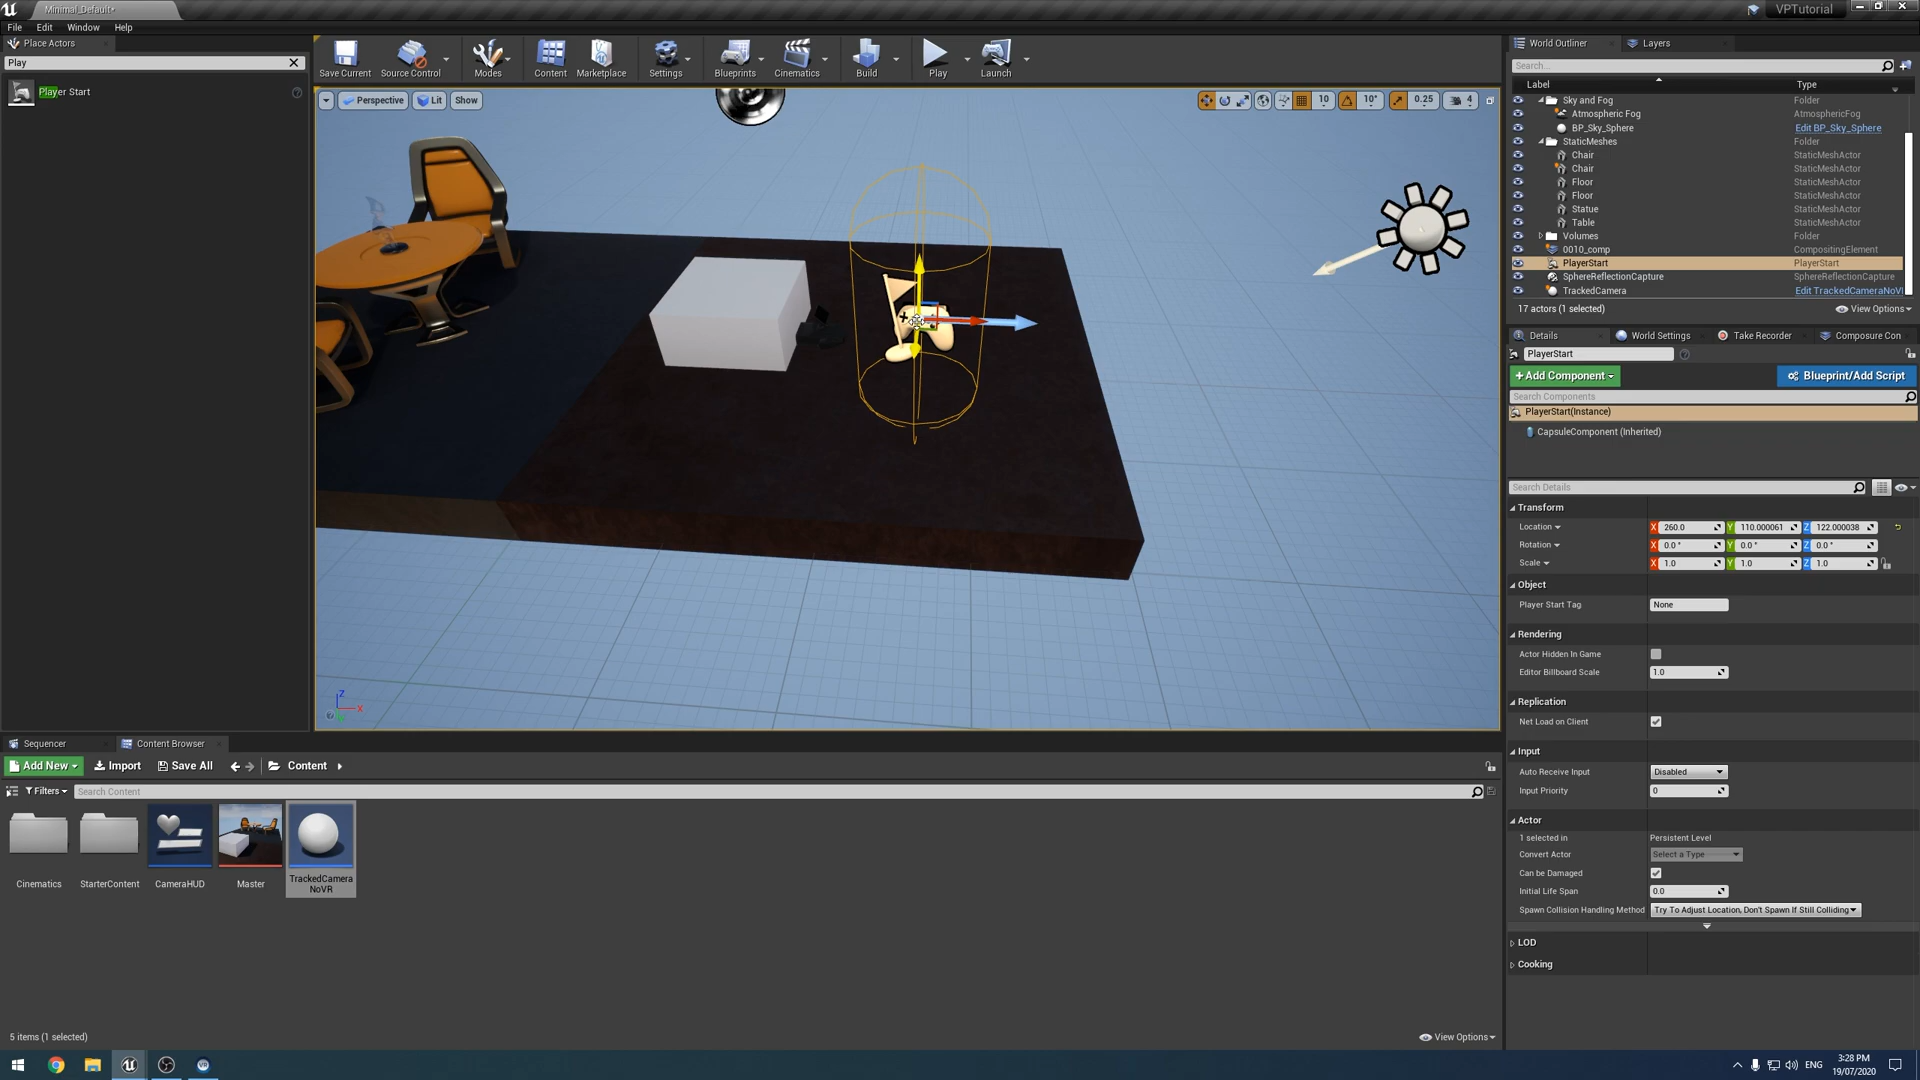 Minimal_Default*
VPTutorial
File Edit Window Help
Place Actors
Play
Player Start
Save Current
Source Control
Modes
Content
Marketplace
Settings
Blueprints
Cinematics
Build
Play
Launch
Perspective
Lit
Show
10
10°
0.25
4
Z
X
World Outliner
Layers
Search...
Label Type
Sky and Fog Folder
Atmospheric Fog AtmosphericFog
BP_Sky_Sphere Edit BP_Sky_Sphere
StaticMeshes Folder
Chair StaticMeshActor
Chair StaticMeshActor
Floor StaticMeshActor
Floor StaticMeshActor
Statue StaticMeshActor
Table StaticMeshActor
Volumes Folder
0010_comp CompositingElement
PlayerStart PlayerStart
SphereReflectionCapture SphereReflectionCapture
TrackedCamera Edit TrackedCameraNoVR
17 actors (1 selected) View Options
Details
World Settings
Take Recorder
Composure Con
PlayerStart
+Add Component
Blueprint/Add Script
Search Components
PlayerStart(Instance)
CapsuleComponent (Inherited)
Search Details
Transform
Location X 260.0 Y 110.000061 Z 122.000038
Rotation X 0.0 ° Y 0.0 ° Z 0.0 °
Scale X 1.0 Y 1.0 Z 1.0
Object
Player Start Tag None
Rendering
Actor Hidden In Game
Editor Billboard Scale 1.0
Replication
Net Load on Client
Input
Auto Receive Input Disabled
Input Priority 0
Actor
1 selected in Persistent Level
Convert Actor Select a Type
Can be Damaged
Initial Life Span 0.0
Spawn Collision Handling Method Try To Adjust Location, Don't Spawn If Still Colliding
LOD
Cooking
Sequencer
Content Browser
Add New
Import
Save All
Content
Filters
Search Content
Cinematics
StarterContent
CameraHUD
Master
TrackedCamera
NoVR
5 items (1 selected)
View Options
ENG
3:28 PM
19/07/2020